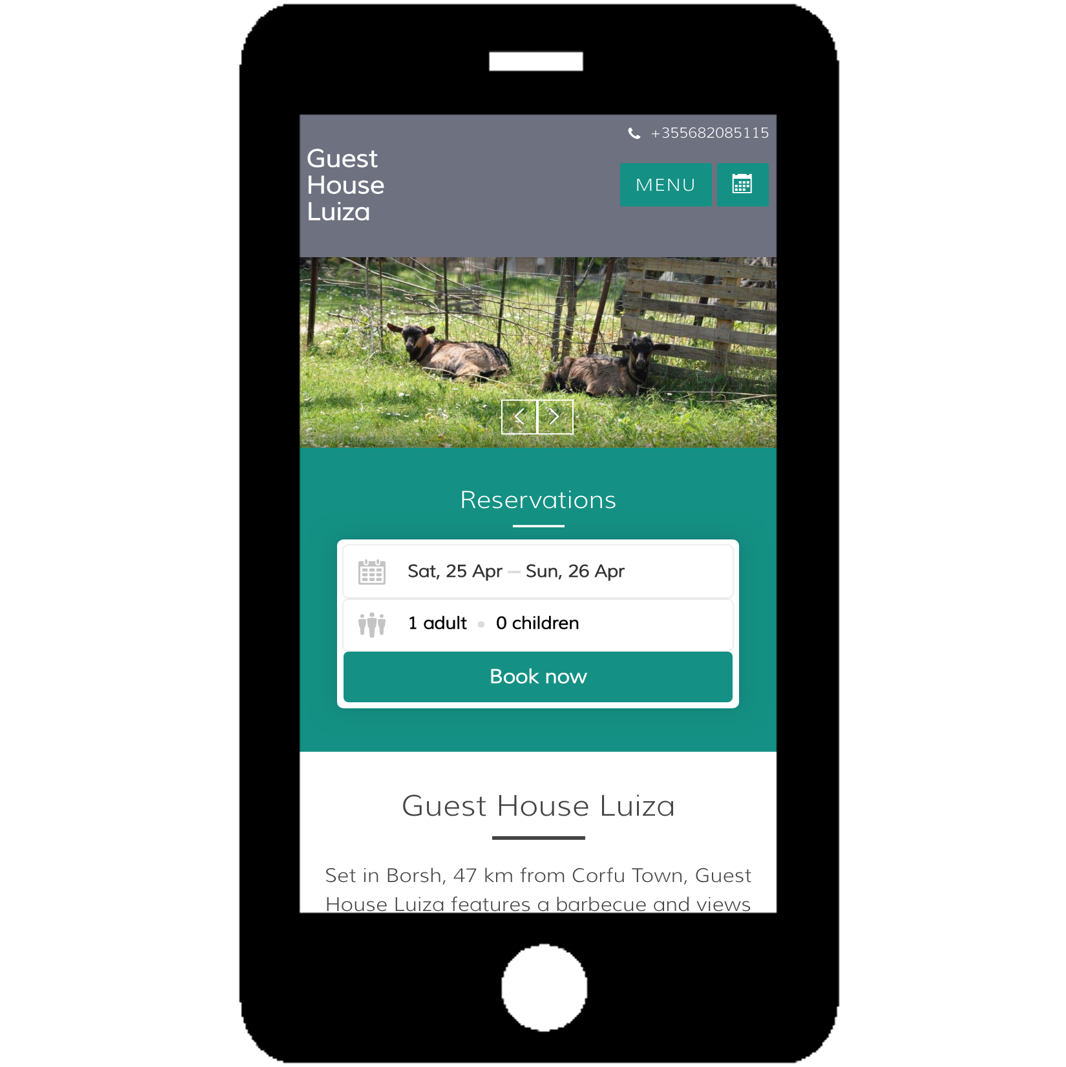 +355682085115
Guest
House
Luiza
MENU
Reservations
Sat, 25 Apr — Sun, 26 Apr
1 adult • 0 children
Book now
Guest House Luiza
Set in Borsh, 47 km from Corfu Town, Guest
House Luiza features a barbecue and views